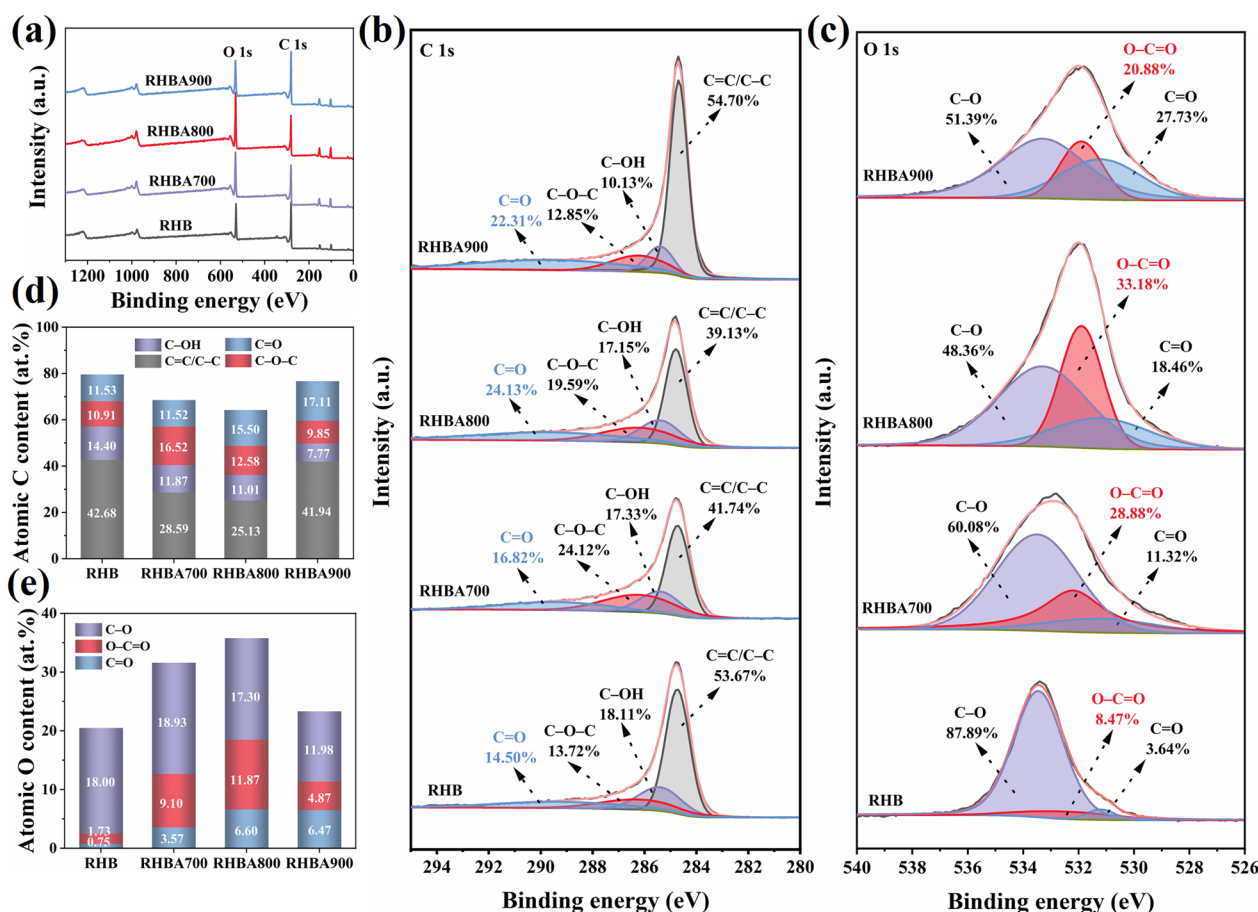 (a)
O 1s
C 1s
RHBA900
RHBA800
RHBA700
RHB
Intensity (a.u.)
1200 1000 800 600 400 200 0
Binding energy (eV)
(b)
C 1s
C=C/C–C
54.70%
C–OH
10.13%
C–O–C
12.85%
C=O
22.31%
RHBA900
C=C/C–C
39.13%
C–OH
17.15%
C–O–C
19.59%
C=O
24.13%
RHBA800
C=C/C–C
41.74%
C–OH
17.33%
C–O–C
24.12%
C=O
16.82%
RHBA700
C=C/C–C
53.67%
C–OH
18.11%
C–O–C
13.72%
C=O
14.50%
RHB
Intensity (a.u.)
294 292 290 288 286 284 282 280
Binding energy (eV)
(c)
O 1s
O–C=O
20.88%
C–O
51.39%
C=O
27.73%
RHBA900
O–C=O
33.18%
C–O
48.36%
C=O
18.46%
RHBA800
O–C=O
28.88%
C–O
60.08%
C=O
11.32%
RHBA700
O–C=O
8.47%
C–O
87.89%
C=O
3.64%
RHB
Intensity (a.u.)
540 538 536 534 532 530 528 526
Binding energy (eV)
(d)
Atomic C content (at.%)
100
80
60
40
20
0
C–OH C=O
C=C/C–C C–O–C
11.53
10.91
14.40
42.68
11.52
16.52
11.87
28.59
15.50
12.58
11.01
25.13
17.11
9.85
7.77
41.94
RHB RHBA700 RHBA800 RHBA900
(e)
Atomic O content (at.%)
40
30
20
10
0
C–O
O–C=O
C=O
18.00
1.73
0.75
18.93
9.10
3.57
17.30
11.87
6.60
11.98
4.87
6.47
RHB RHBA700 RHBA800 RHBA900